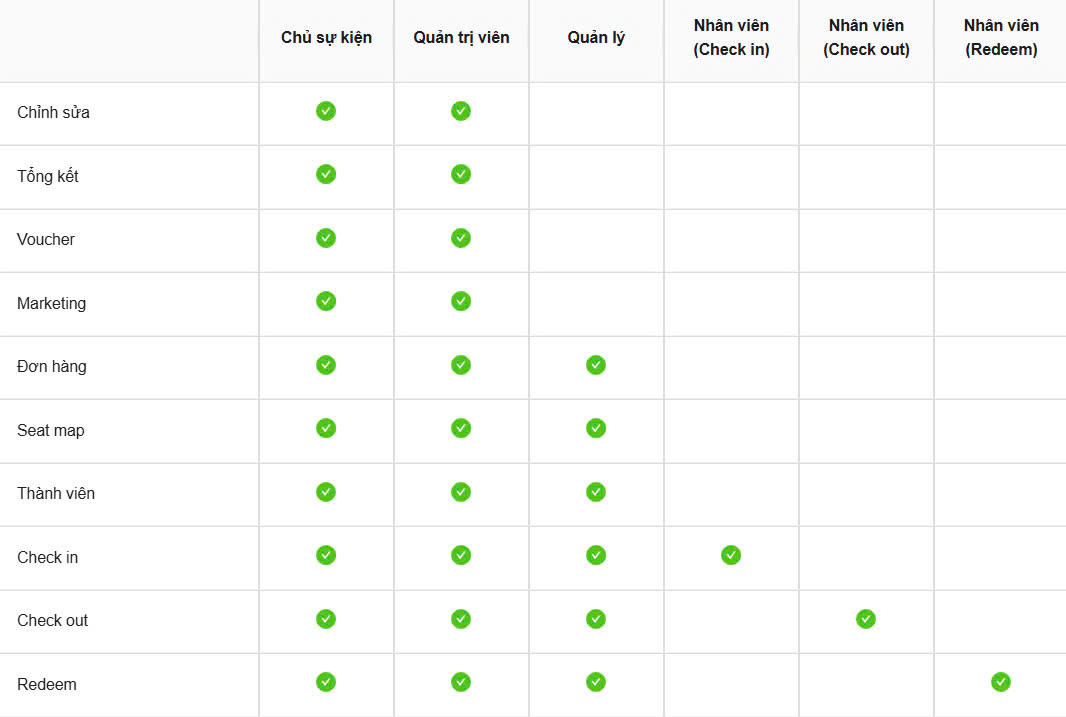 Chủ sự kiện
Quản trị viên
Quản lý
Nhân viên
(Check in)
Nhân viên
(Check out)
Nhân viên
(Redeem)
Chỉnh sửa
Tổng kết
Voucher
Marketing
Đơn hàng
Seat map
Thành viên
Check in
Check out
Redeem